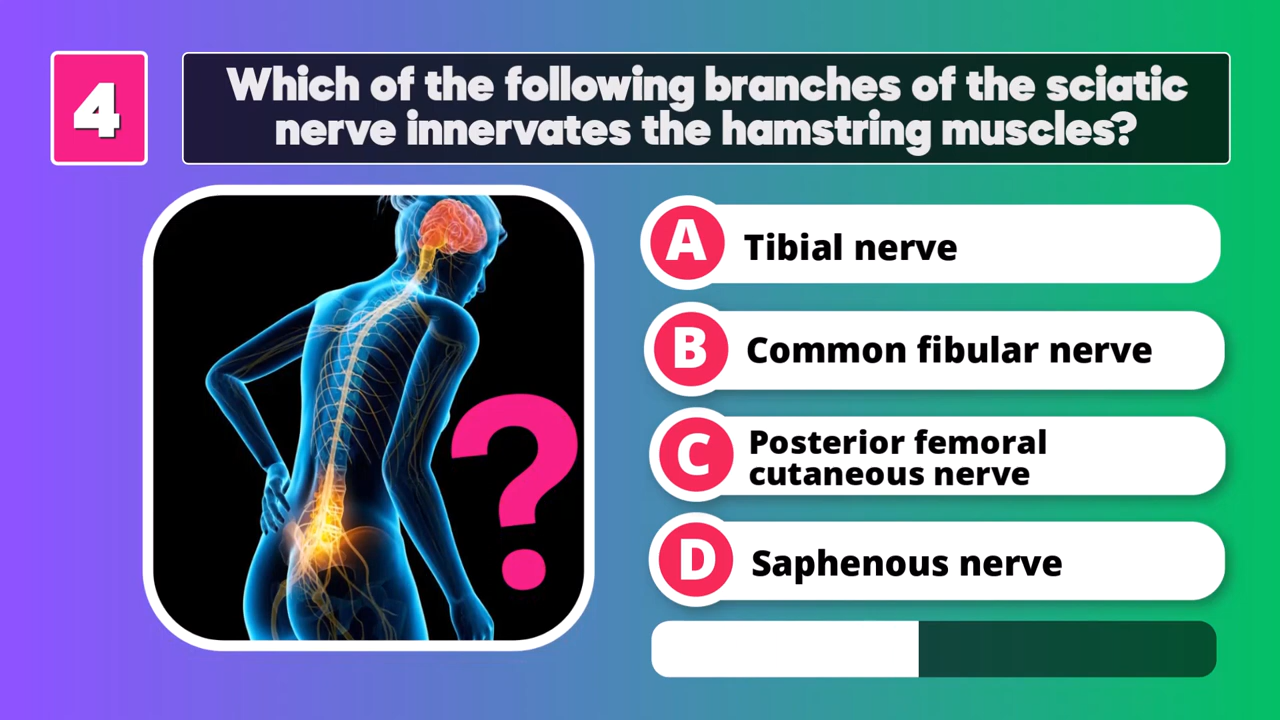 4
Which of the following branches of the sciatic
nerve innervates the hamstring muscles?
A Tibial nerve
B Common fibular nerve
C Posterior femoral
cutaneous nerve
D Saphenous nerve
?